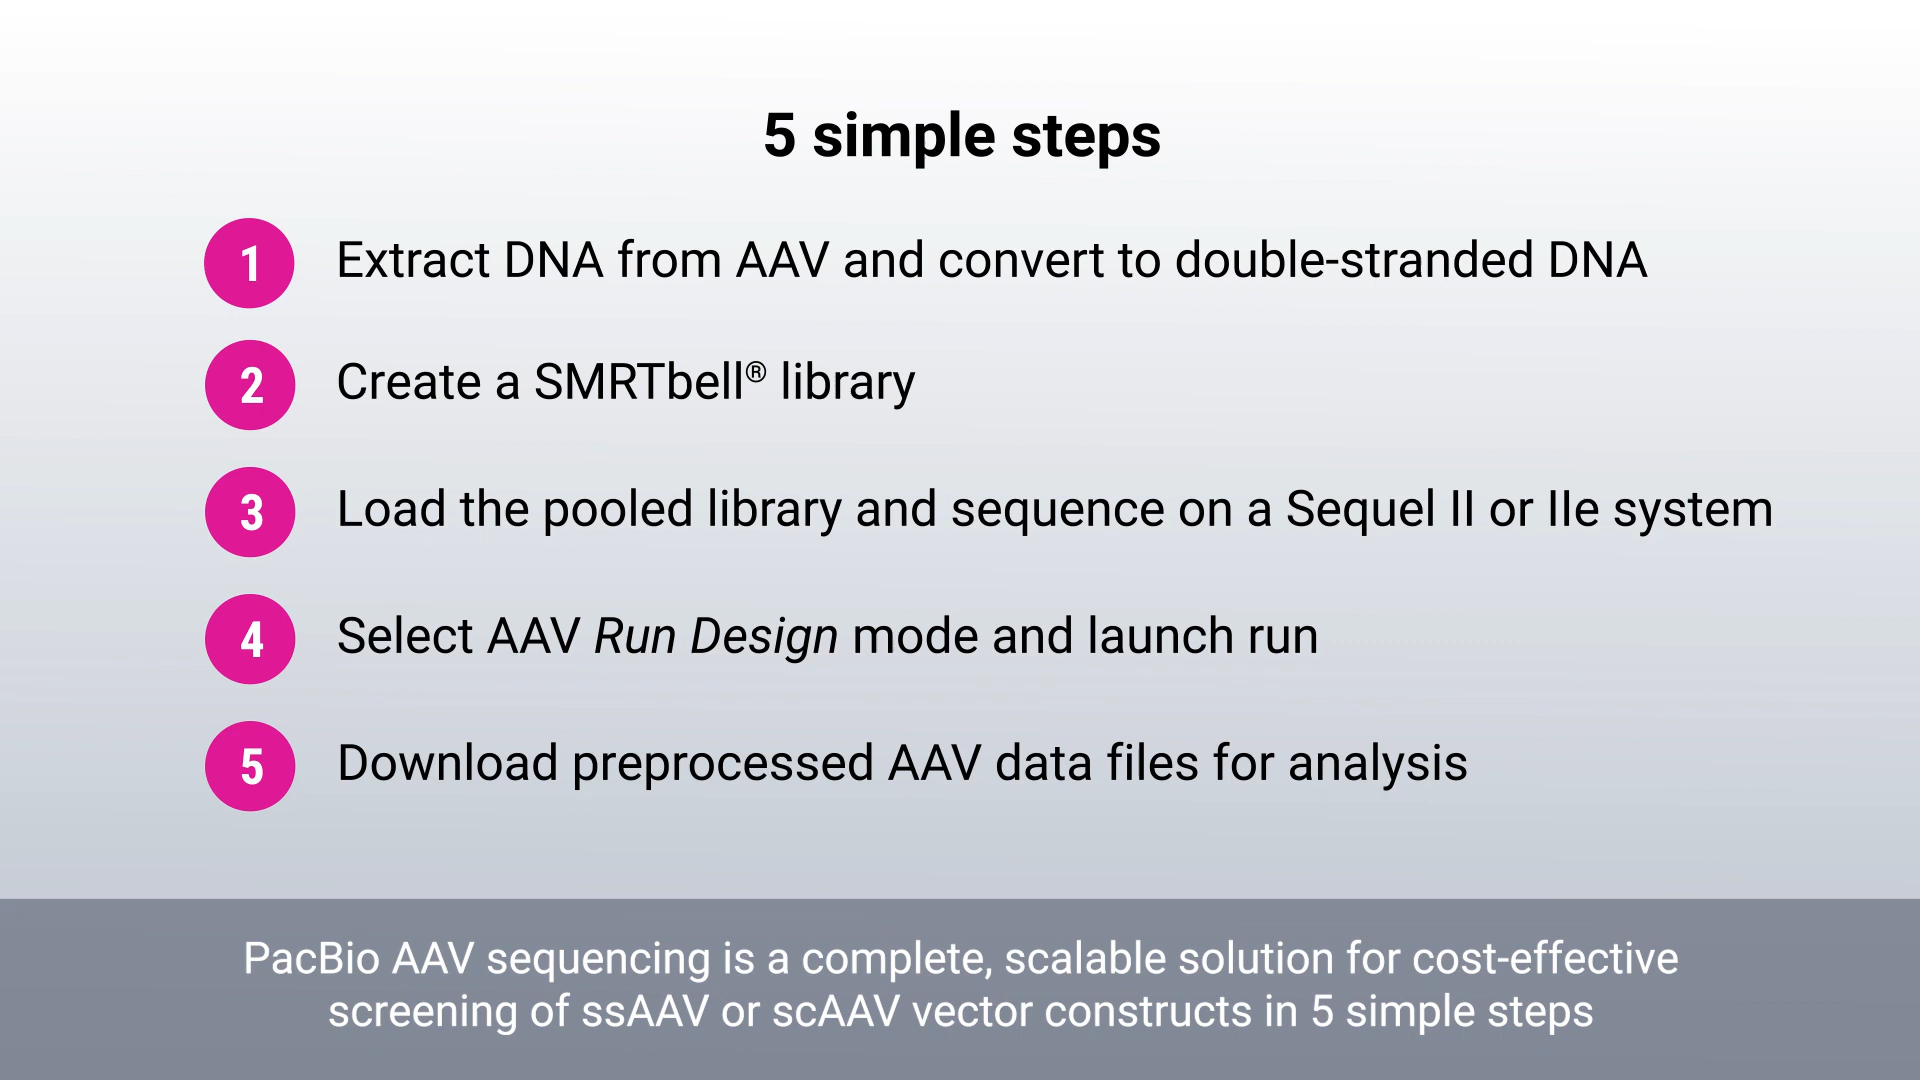 5 simple steps
1 Extract DNA from AAV and convert to double-stranded DNA
2 Create a SMRTbell® library
3 Load the pooled library and sequence on a Sequel II or IIe system
4 Select AAV Run Design mode and launch run
5 Download preprocessed AAV data files for analysis
PacBio AAV sequencing is a complete, scalable solution for cost-effective
screening of ssAAV or scAAV vector constructs in 5 simple steps